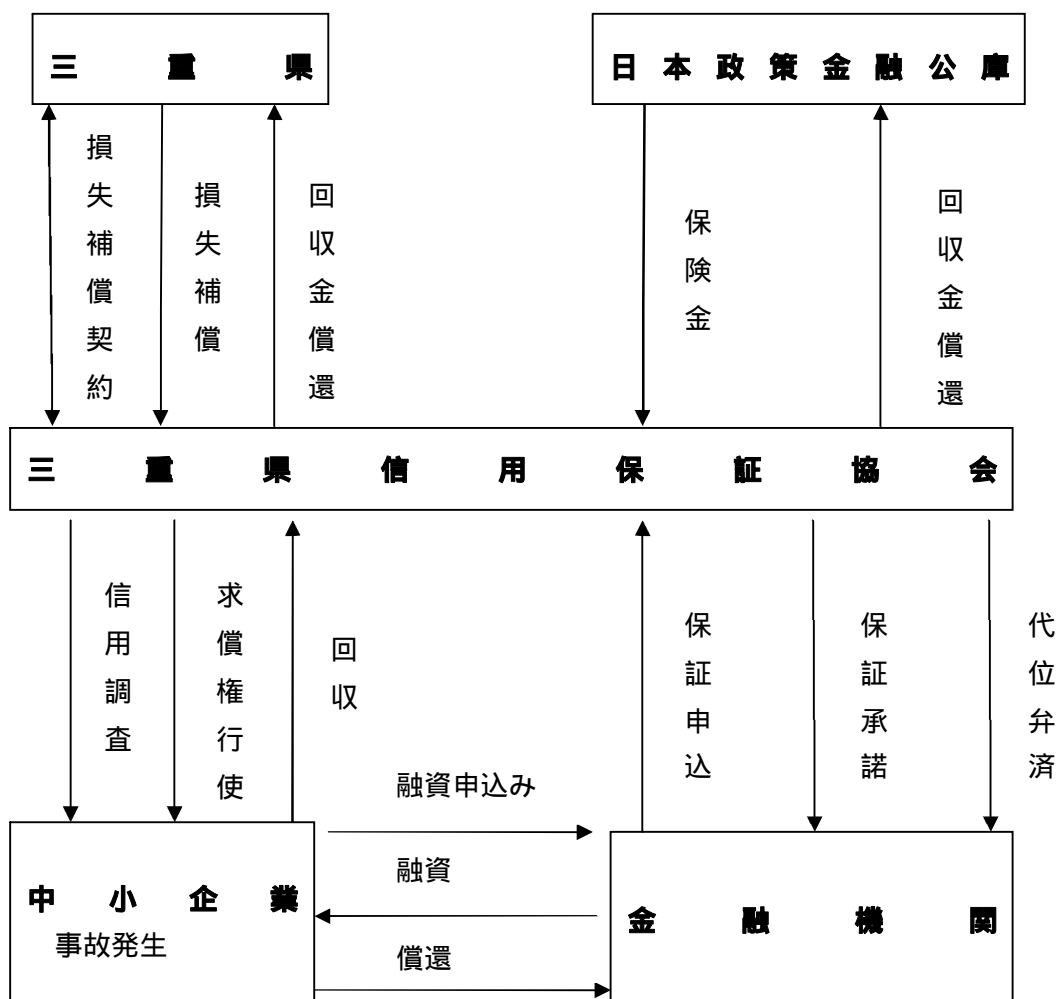 三重県
日本政策金融公庫
損失補償契約
損失補償
回収金償還
保険金
回収金償還
三重県信用保証協会
信用調査
求償権行使
回収
保証申込
保証承諾
代位弁済
融資申込み
融資
償還
中小企業
事故発生
金融機関